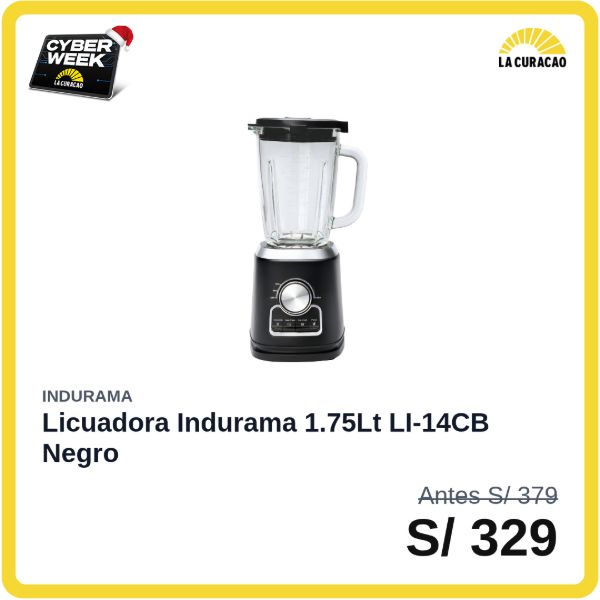 CYBER
WEEK
LA CURACAO
LA CURACAO
INDURAMA
Licuadora Indurama 1.75Lt LI-14CB
Negro
Antes S/ 379
S/ 329